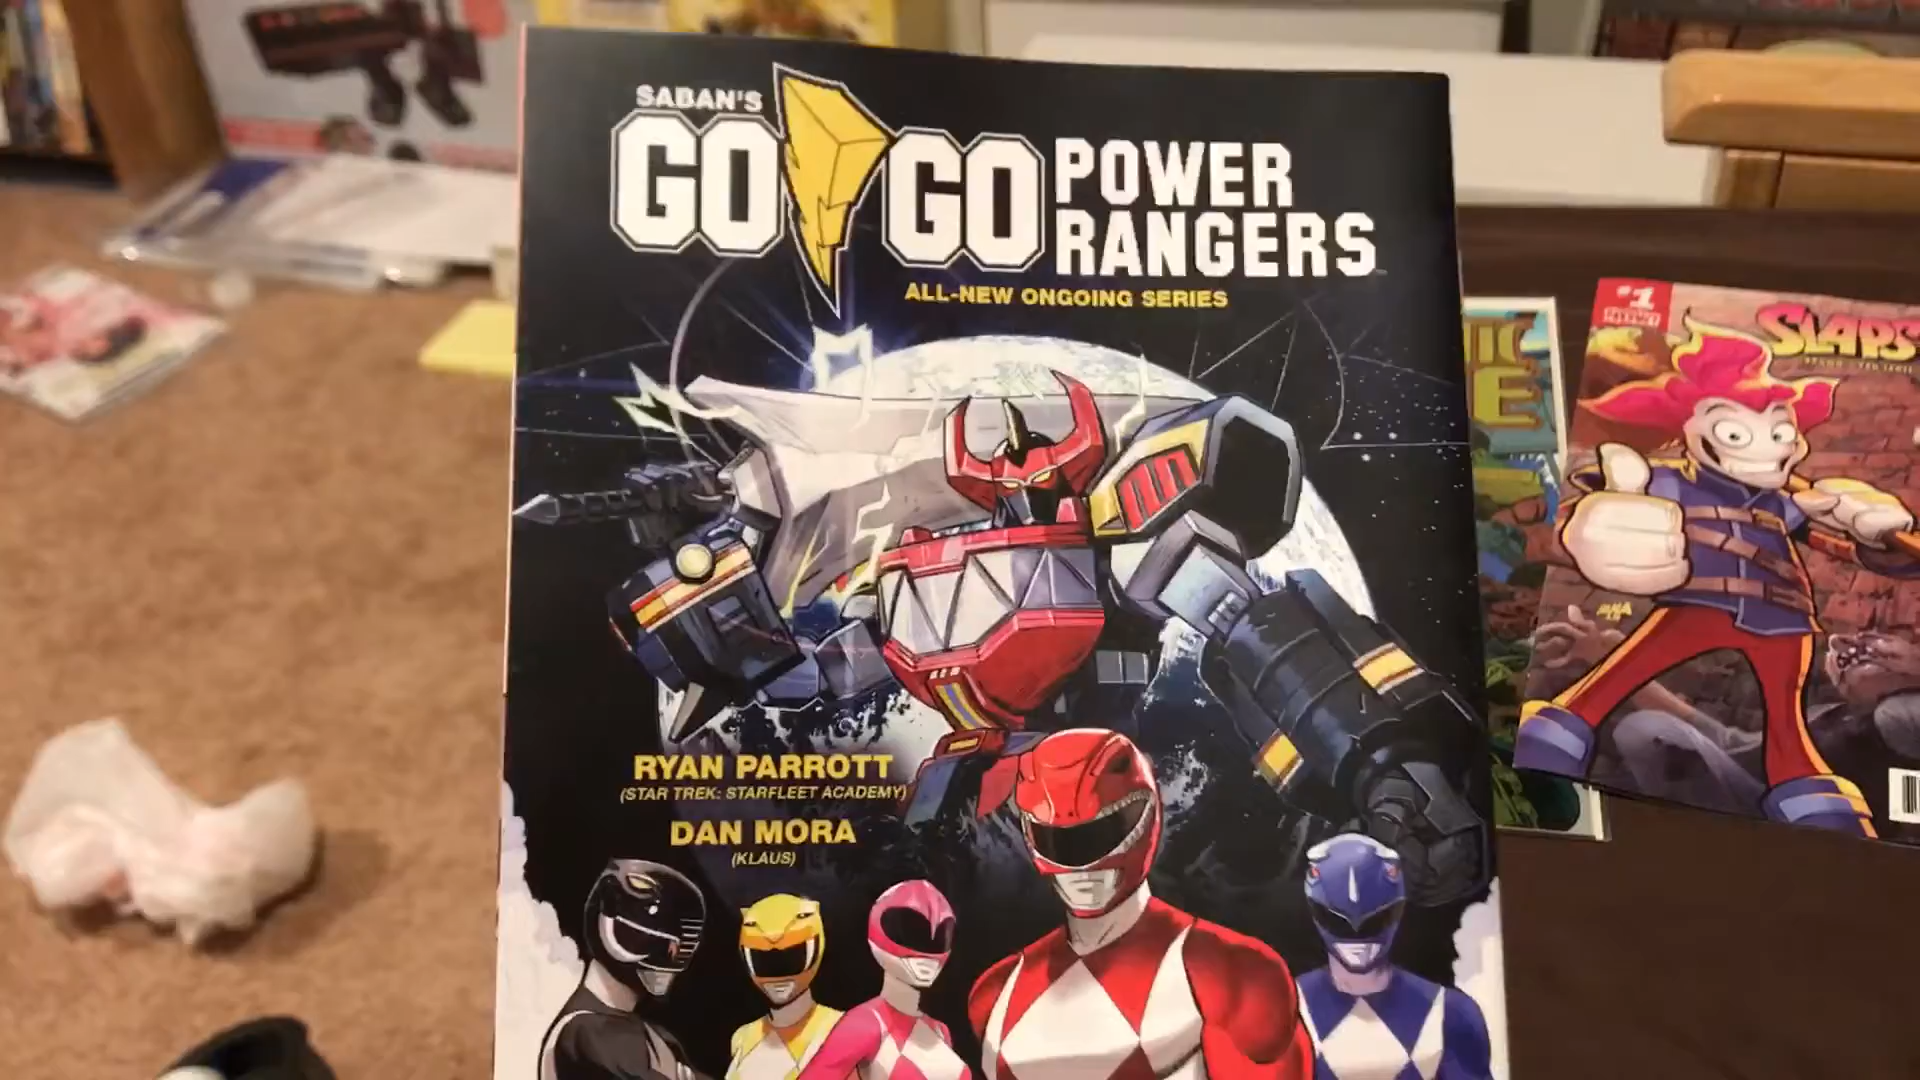 SABAN'S
GO GO POWER
RANGERS
ALL-NEW ONGOING SERIES
RYAN PARROTT
(STAR TREK: STARFLEET ACADEMY)
DAN MORA
(KLAUS)
#1
SLAPS